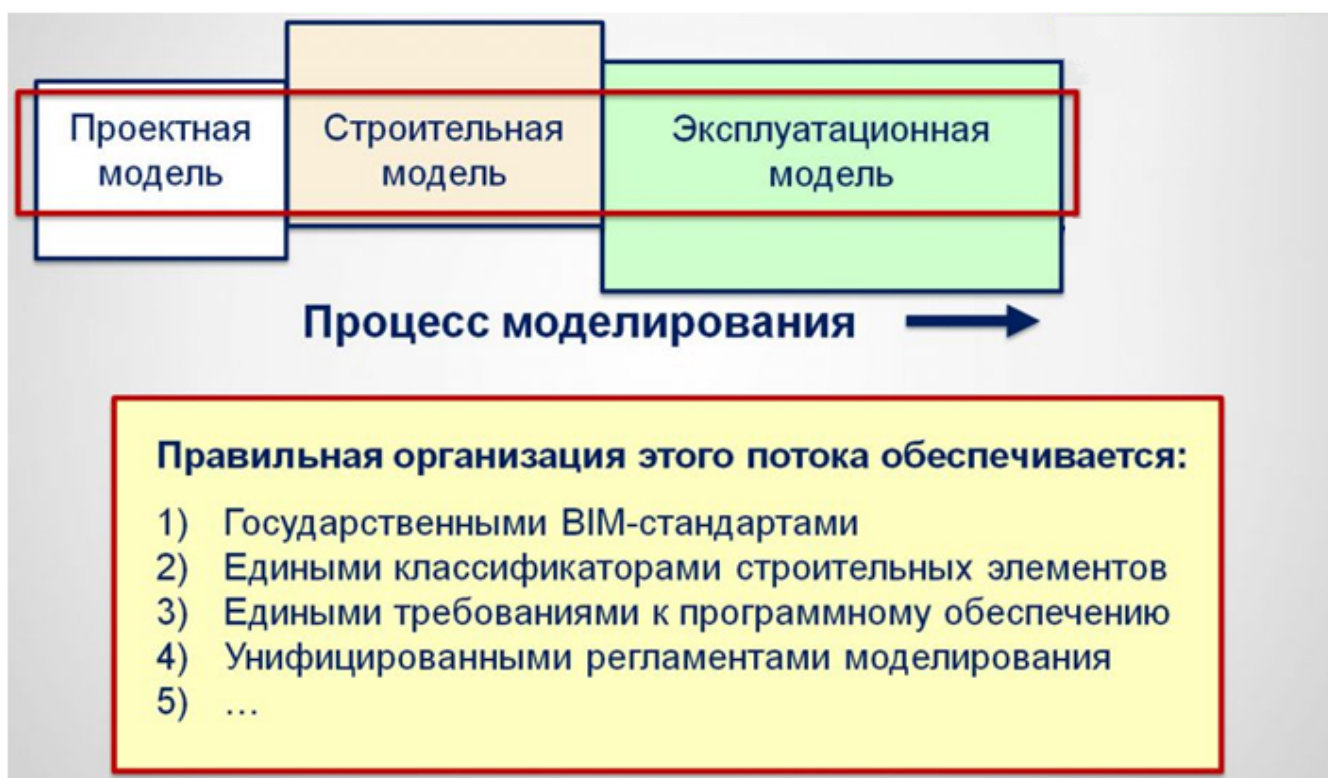 Проектная
модель
Строительная
модель
Эксплуатационная
модель
Процесс моделирования
Правильная организация этого потока обеспечивается:
1) Государственными BIM-стандартами
2) Едиными классификаторами строительных элементов
3) Едиными требованиями к программному обеспечению
4) Унифицированными регламентами моделирования
5) ...